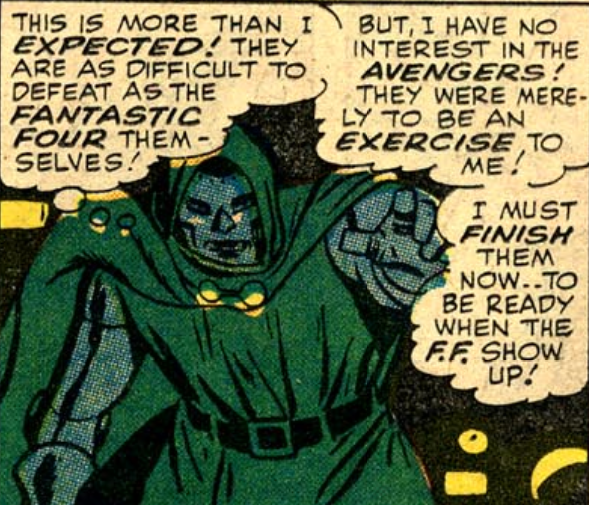 THIS IS MORE THAN I
EXPECTED! THEY
ARE AS DIFFICULT TO
DEFEAT AS THE
FANTASTIC
FOUR THEM-
SELVES!
BUT, I HAVE NO
INTEREST IN THE
AVENGERS!
THEY WERE MERE-
LY TO BE AN
EXERCISE TO
ME!
I MUST
FINISH
THEM
NOW..TO
BE READY
WHEN THE
F.F. SHOW
UP!